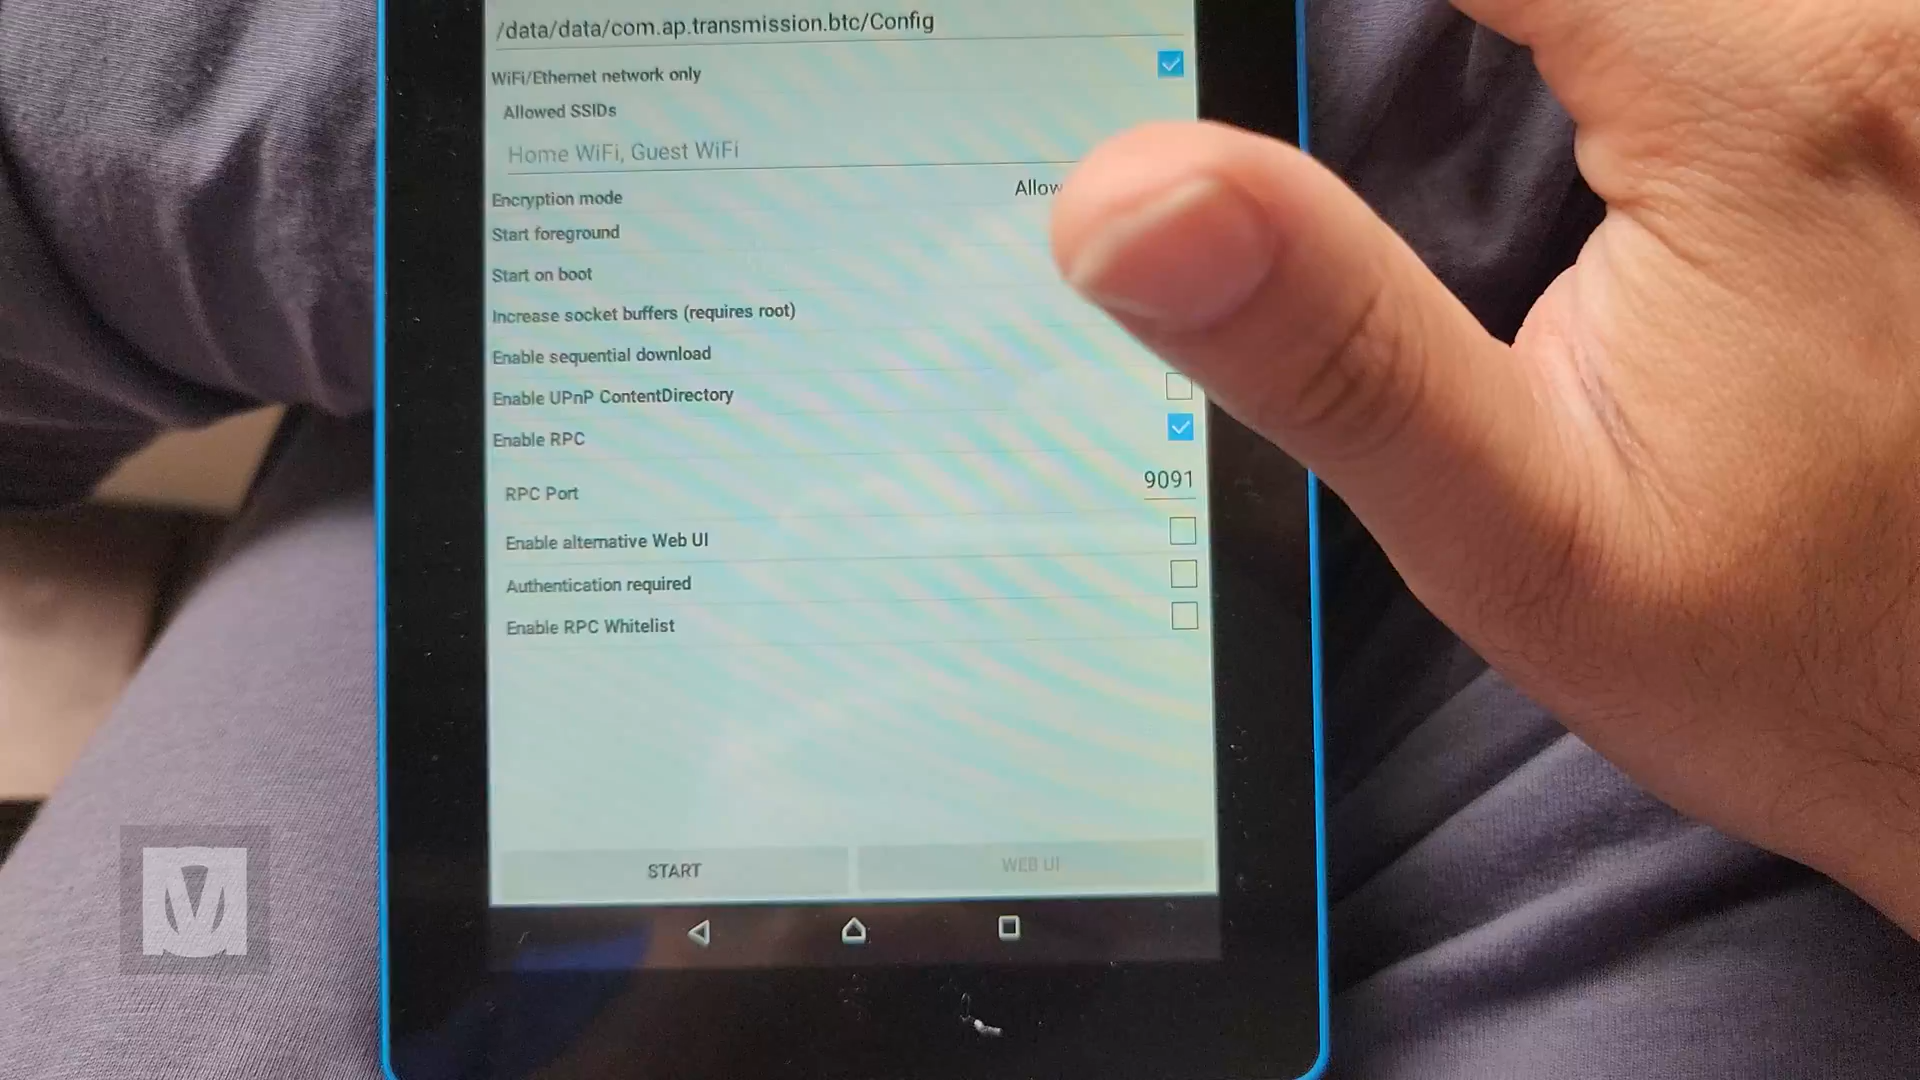 /data/data/com.ap.transmission.btc/Config
WiFi/Ethernet network only
Allowed SSIDs
Home WiFi, Guest WiFi
Encryption mode
Allow
Start foreground
Start on boot
Increase socket buffers (requires root)
Enable sequential download
Enable UPnP ContentDirectory
Enable RPC
RPC Port
9091
Enable alternative Web UI
Authentication required
Enable RPC Whitelist
START
WEB UI